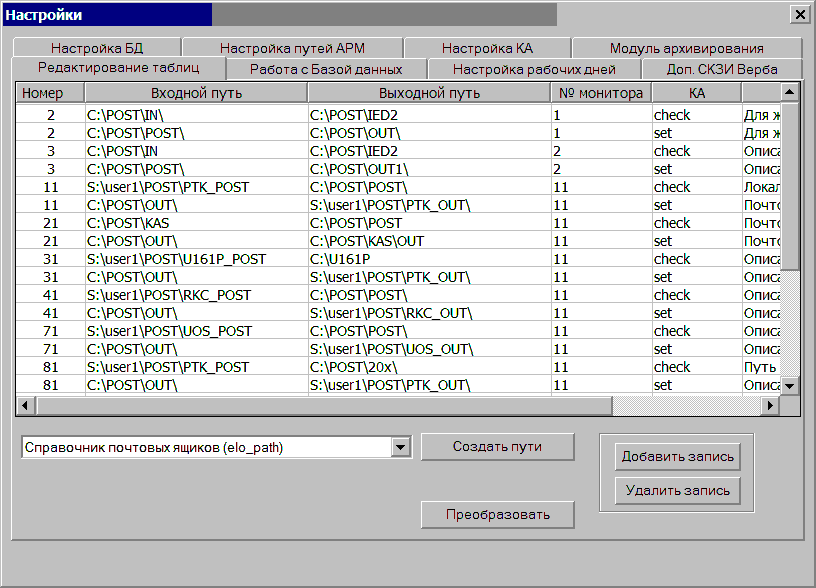 Настройки
Настройка БД Настройка путей АРМ Настройка КА Модуль архивирования
Редактирование таблиц Работа с Базой данных Настройка рабочих дней Доп. СКЗИ Верба
Номер Входной путь Выходной путь № монитора КА
2 C:\POST\IN\ C:\POST\IED2 1 check Для ж
2 C:\POST\POST\ C:\POST\OUT\ 1 set Для ж
3 C:\POST\IN C:\POST\IED2 2 check Описа
3 C:\POST\POST\ C:\POST\OUT1\ 2 set Описа
11 S:\user1\POST\PTK_POST C:\POST\POST\ 11 check Локал
11 C:\POST\OUT\ S:\user1\POST\PTK_OUT\ 11 set Почто
21 C:\POST\KAS C:\POST\POST 11 check Почто
21 C:\POST\OUT\ C:\POST\KAS\OUT 11 set Почто
31 S:\user1\POST\U161P_POST C:\U161P 11 check Описа
31 C:\POST\OUT\ S:\user1\POST\PTK_OUT\ 11 set Описа
41 S:\user1\POST\RKC_POST C:\POST\POST\ 11 check Описа
41 C:\POST\OUT\ S:\user1\POST\RKC_OUT\ 11 set Описа
71 S:\user1\POST\UOS_POST C:\POST\POST\ 11 check Описа
71 C:\POST\OUT\ S:\user1\POST\UOS_OUT\ 11 set Описа
81 S:\user1\POST\PTK_POST C:\POST\20x\ 11 check Путь
81 C:\POST\OUT\ S:\user1\POST\PTK_OUT\ 11 set Описа
Справочник почтовых ящиков (elo_path) Создать пути Добавить запись
Удалить запись
Преобразовать